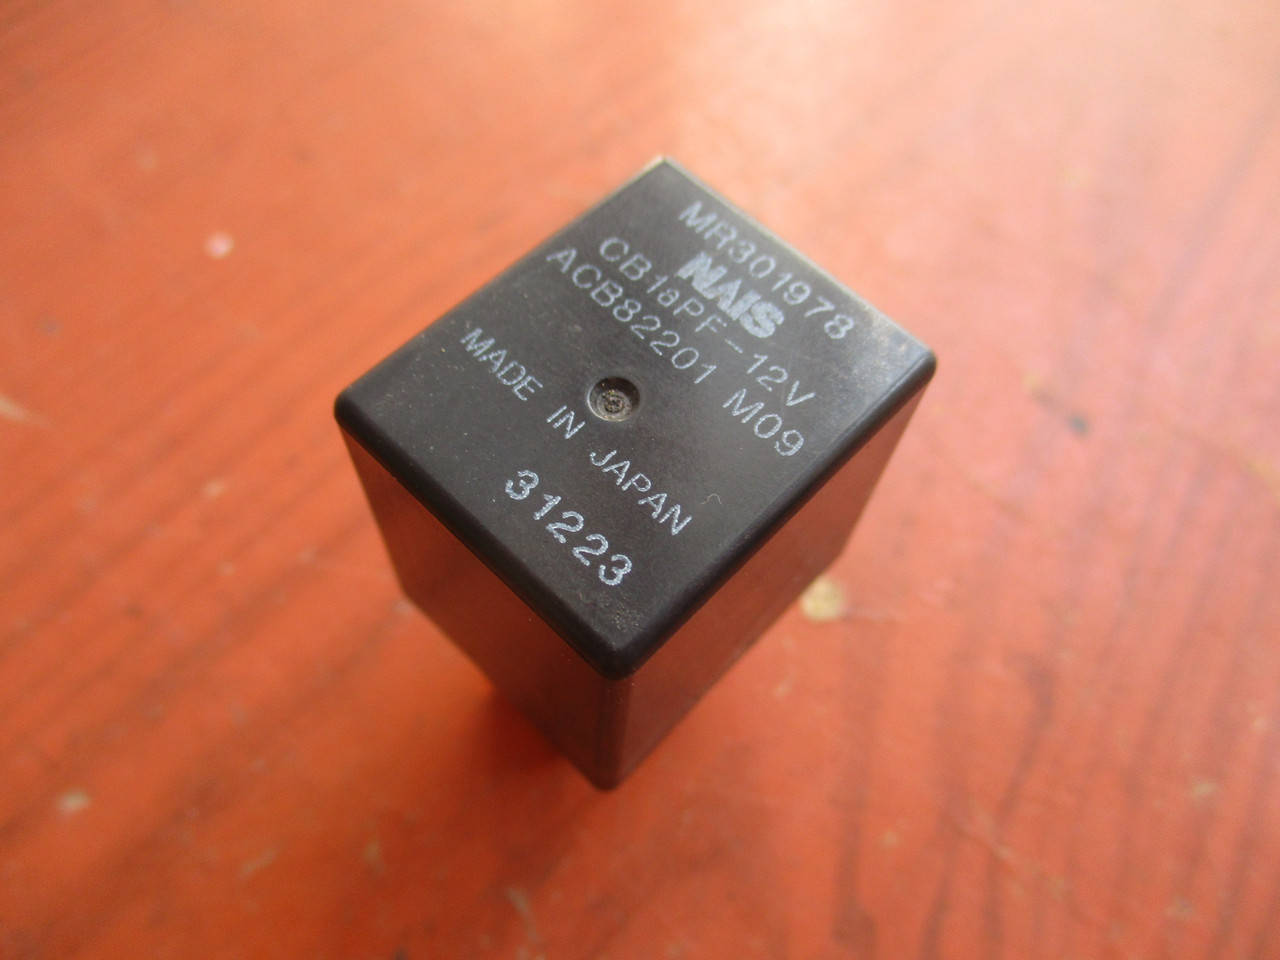 MR301978
NAIS
CB1aPF-12V
ACB82201 M09
MADE IN JAPAN
31223